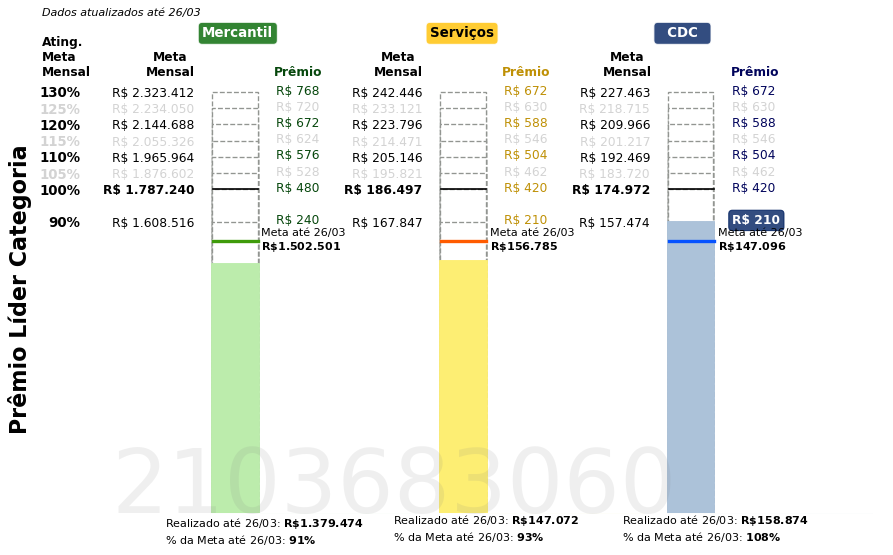 Dados atualizados até 26/03
Mercantil Serviços CDC
Ating. Meta Mensal Meta Mensal Prêmio Meta Mensal Prêmio Meta Mensal Prêmio
130% R$ 2.323.412 R$ 768 R$ 242.446 R$ 672 R$ 227.463 R$ 672
125% R$ 2.234.050 R$ 720 R$ 233.121 R$ 630 R$ 218.715 R$ 630
120% R$ 2.144.688 R$ 672 R$ 223.796 R$ 588 R$ 209.966 R$ 588
115% R$ 2.055.326 R$ 624 R$ 214.471 R$ 546 R$ 201.217 R$ 546
110% R$ 1.965.964 R$ 576 R$ 205.146 R$ 504 R$ 192.469 R$ 504
105% R$ 1.876.602 R$ 528 R$ 195.821 R$ 462 R$ 183.720 R$ 462
100% R$ 1.787.240 R$ 480 R$ 186.497 R$ 420 R$ 174.972 R$ 420
90% R$ 1.608.516 R$ 240 R$ 167.847 R$ 210 R$ 157.474 R$ 210
Meta até 26/03 Meta até 26/03 Meta até 26/03
R$1.502.501 R$156.785 R$147.096
Prêmio Líder Categoria
2103683060
Realizado até 26/03: R$1.379.474 Realizado até 26/03: R$147.072 Realizado até 26/03: R$158.874
% da Meta até 26/03: 91% % da Meta até 26/03: 93% % da Meta até 26/03: 108%